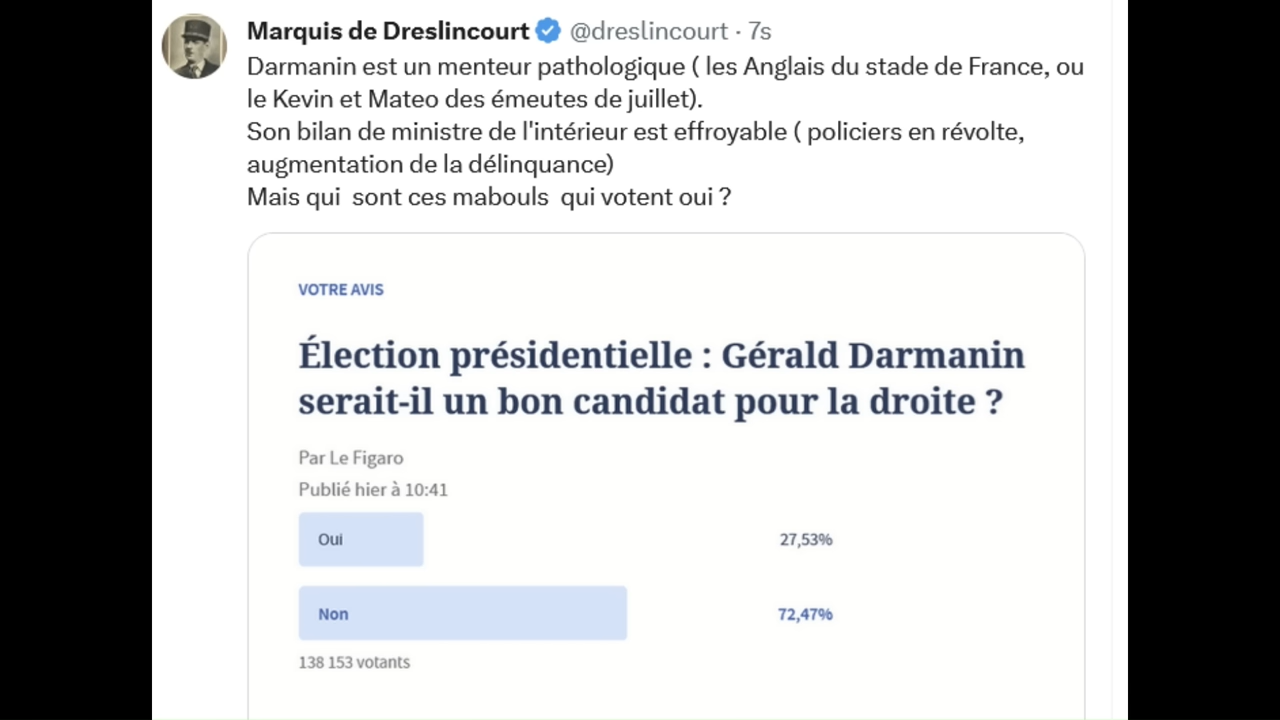 Marquis de Dreslincourt @dreslincourt · 7s
Darmanin est un menteur pathologique ( les Anglais du stade de France, ou
le Kevin et Mateo des émeutes de juillet).
Son bilan de ministre de l'intérieur est effroyable ( policiers en révolte,
augmentation de la délinquance)
Mais qui  sont ces mabouls  qui votent oui ?
VOTRE AVIS
Élection présidentielle : Gérald Darmanin
serait-il un bon candidat pour la droite ?
Par Le Figaro
Publié hier à 10:41
Oui 27,53%
Non 72,47%
138 153 votants